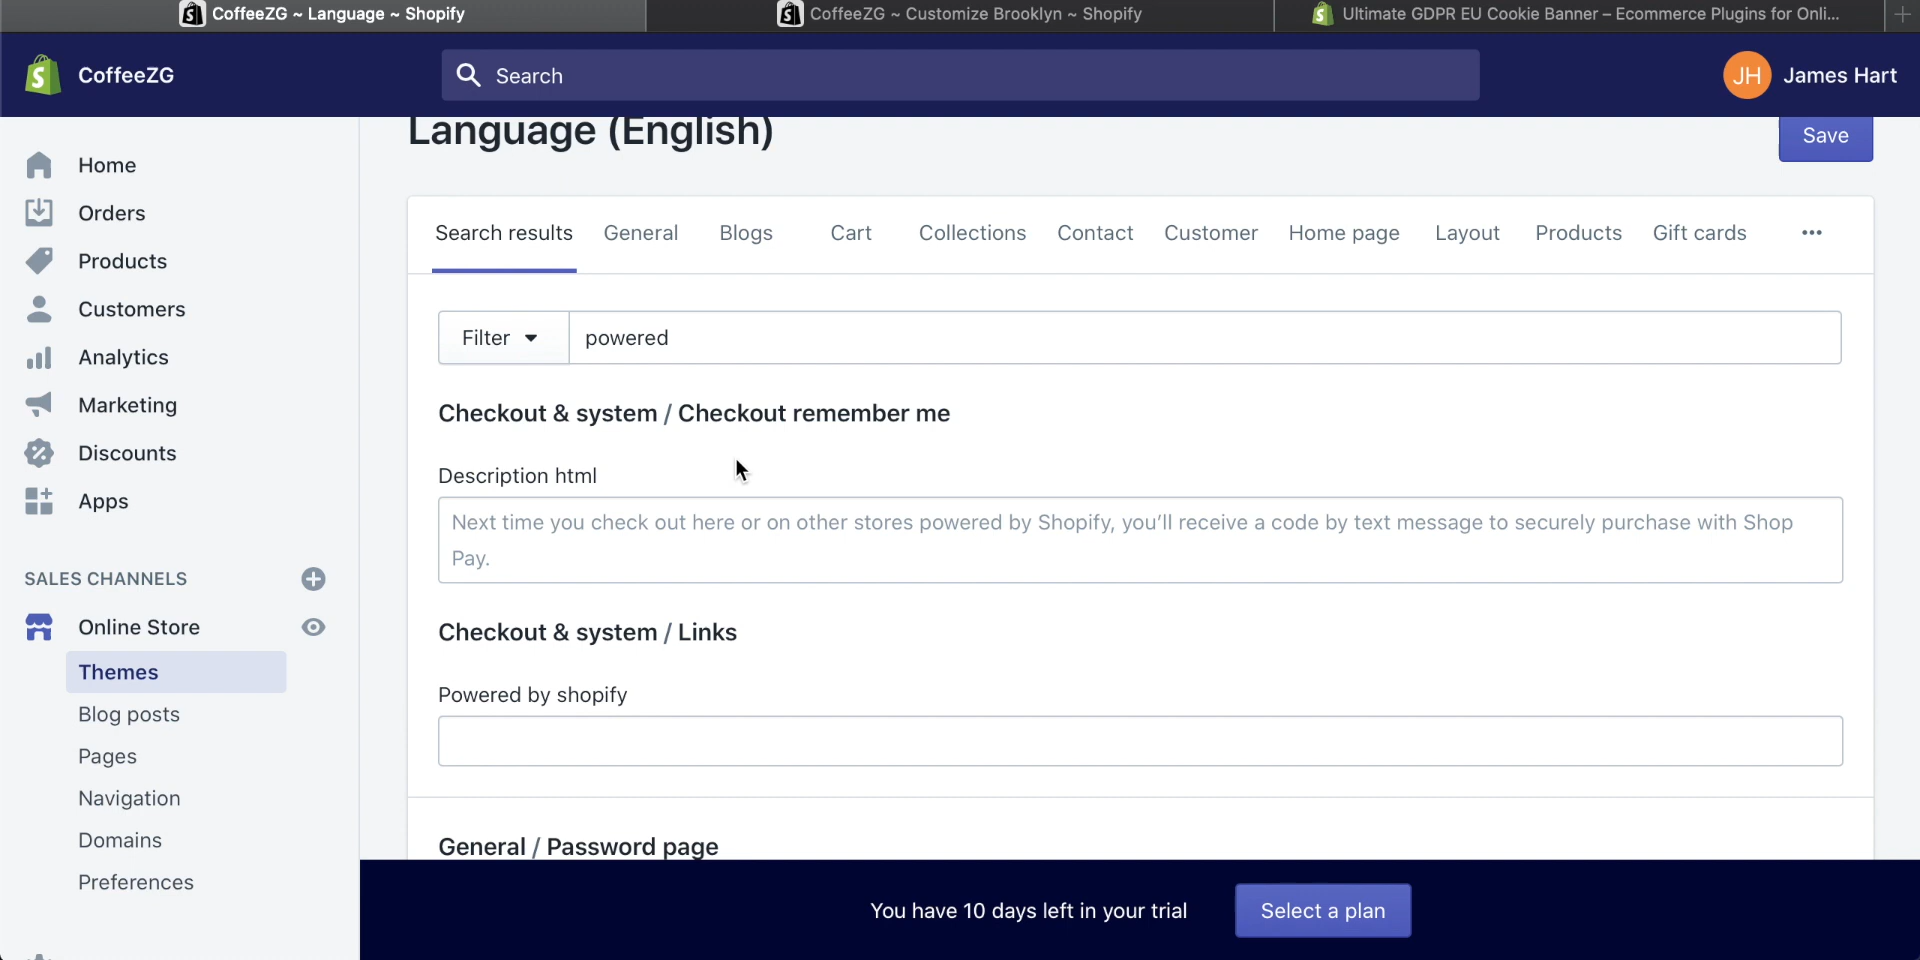 CoffeeZG ~ Language ~ Shopify
CoffeeZG ~ Customize Brooklyn ~ Shopify
Ultimate GDPR EU Cookie Banner – Ecommerce Plugins for Onli...
CoffeeZG
Search
JH
James Hart
Language (English)
Save
Home
Orders
Products
Customers
Analytics
Marketing
Discounts
Apps
SALES CHANNELS
Online Store
Themes
Blog posts
Pages
Navigation
Domains
Preferences
Search results
General
Blogs
Cart
Collections
Contact
Customer
Home page
Layout
Products
Gift cards
•••
Filter
powered
Checkout & system / Checkout remember me
Description html
Next time you check out here or on other stores powered by Shopify, you’ll receive a code by text message to securely purchase with Shop
Pay.
Checkout & system / Links
Powered by shopify
General / Password page
You have 10 days left in your trial
Select a plan